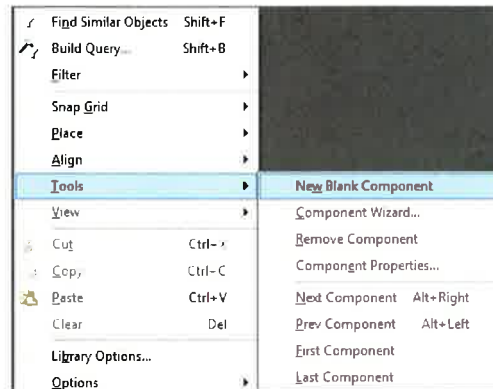 Find Similar Objects Shift+F
Build Query... Shift+B
Filter
Snap Grid
Place
Align
Tools
View
Cut Ctrl-X
Copy Ctrl-C
Paste Ctrl+V
Clear Del
Library Options...
Options
New Blank Component
Component Wizard...
Remove Component
Component Properties...
Next Component Alt+Right
Prev Component Alt+Left
First Component
Last Component